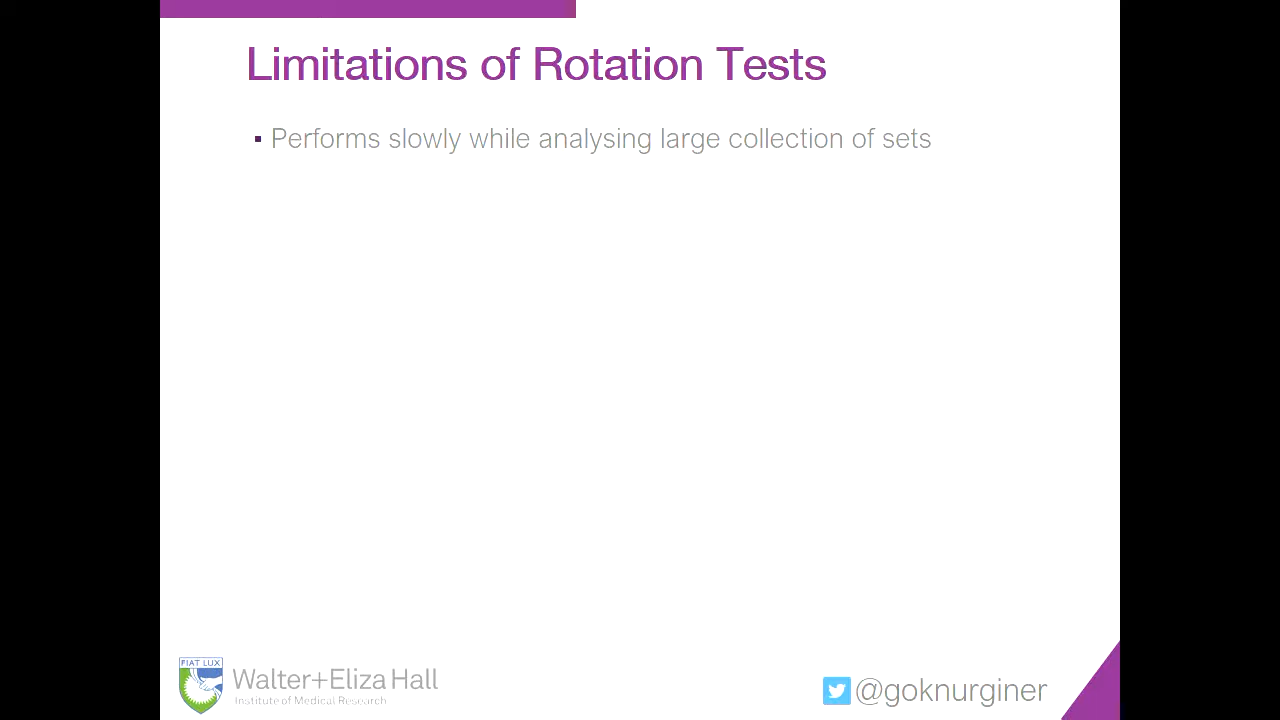 Limitations of Rotation Tests
▪ Performs slowly while analysing large collection of sets
FIAT LUX
Walter+Eliza Hall
Institute of Medical Research
@goknurginer